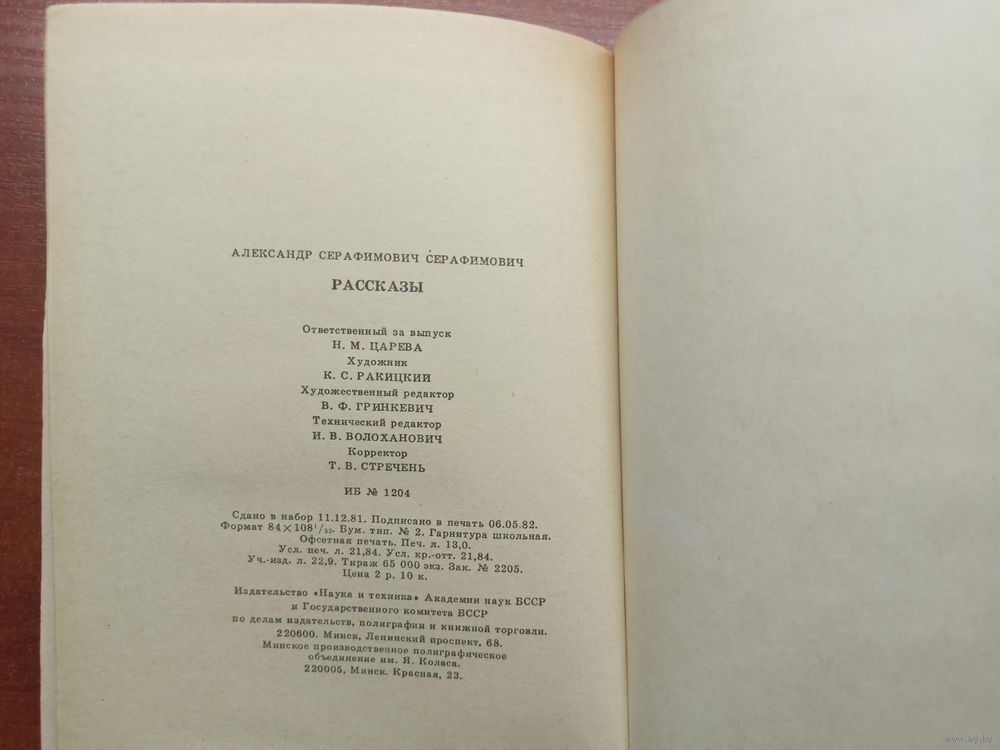 АЛЕКСАНДР СЕРАФИМОВИЧ СЕРАФИМОВИЧ
РАССКАЗЫ
Ответственный за выпуск
Н. М. ЦАРЕВА
Художник
К. С. РАКИЦКИЙ
Художественный редактор
В. Ф. ГРИНКЕВИЧ
Технический редактор
И. В. ВОЛОХАНОВИЧ
Корректор
Т. В. СТРЕЧЕНЬ
ИБ № 1204
Сдано в набор 11.12.81. Подписано в печать 06.05.82.
Формат 84×108¹/₃₂. Бум. тип. № 2. Гарнитура школьная.
Офсетная печать. Печ. л. 13,0.
Усл. печ. л. 21,84. Усл. кр.-отт. 21,84.
Уч.-изд. л. 22,9. Тираж 65 000 экз. Зак. № 2205.
Цена 2 р. 10 к.
Издательство «Наука и техника» Академии наук БССР
и Государственного комитета БССР
по делам издательств, полиграфии и книжной торговли.
220600. Минск, Ленинский проспект, 68.
Минское производственное полиграфическое
объединение им. Я. Коласа.
220005, Минск. Красная, 23.
www.ay.by